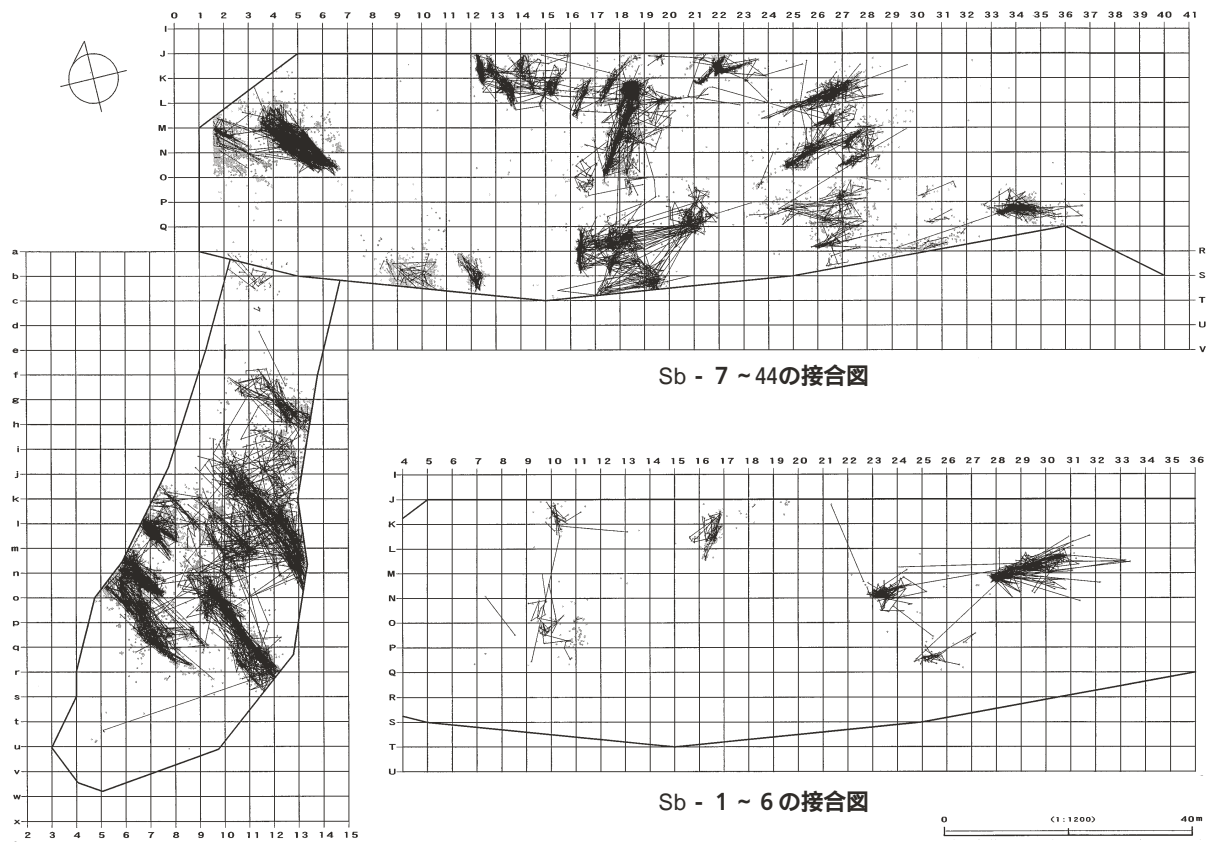 0 1 2 3 4 5 6 7 8 9 10 11 12 13 14 15 16 17 18 19 20 21 22 23 24 25 26 27 28 29 30 31 32 33 34 35 36 37 38 39 40 41
I
J
K
L
M
N
O
P
Q
a
b
c
d
e
f
g
h
i
j
k
l
m
n
o
p
q
r
s
t
u
v
w
x
2 3 4 5 6 7 8 9 10 11 12 13 14 15
R
S
T
U
V
Sb - 7 ~ 44の接合図
4 5 6 7 8 9 10 11 12 13 14 15 16 17 18 19 20 21 22 23 24 25 26 27 28 29 30 31 32 33 34 35 36
I
J
K
L
M
N
O
P
Q
R
S
T
U
Sb - 1 ~ 6の接合図
0 (1:1200) 40m